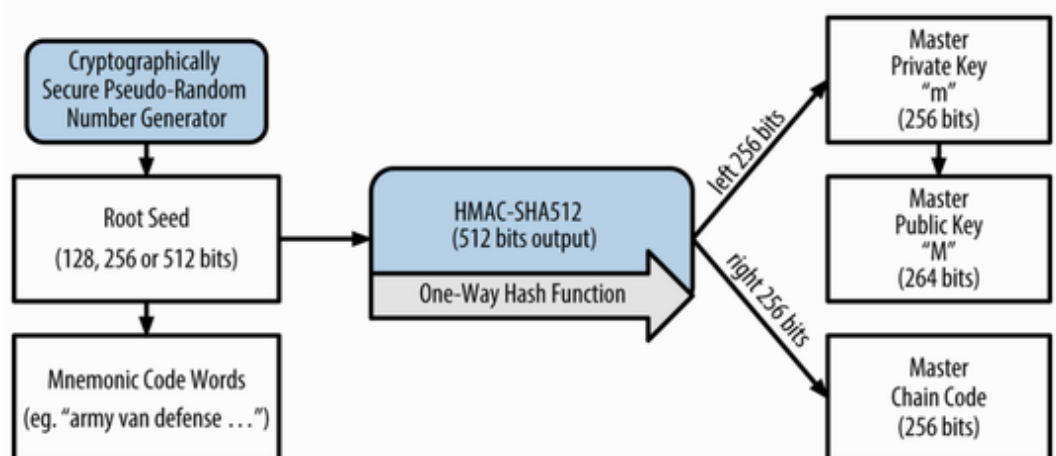 Cryptographically
Secure Pseudo-Random
Number Generator
Root Seed
(128, 256 or 512 bits)
Mnemonic Code Words
(eg. “army van defense …”)
HMAC-SHA512
(512 bits output)
One-Way Hash Function
left 256 bits
right 256 bits
Master
Private Key
“m”
(256 bits)
Master
Public Key
“M”
(264 bits)
Master
Chain Code
(256 bits)